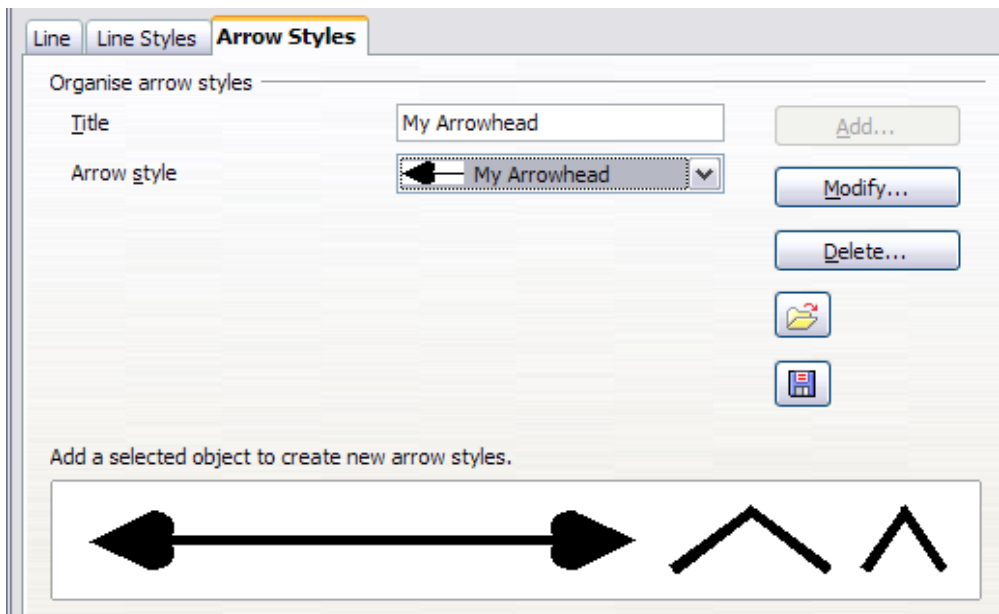 Line Line Styles Arrow Styles
Organise arrow styles
Title My Arrowhead Add...
Arrow style My Arrowhead Modify...
Delete...
Add a selected object to create new arrow styles.